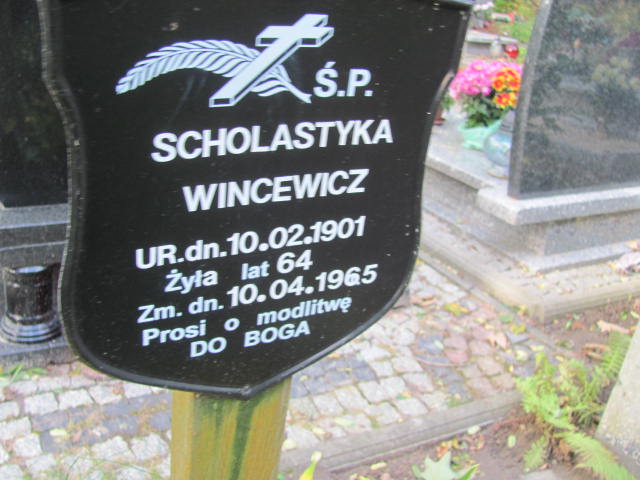 Ś.P.
SCHOLASTYKA
WINCEWICZ
UR.dn.10.02.1901
Żyła lat 64
Zm. dn. 10.04.1965
Prosi o modlitwę
DO BOGA